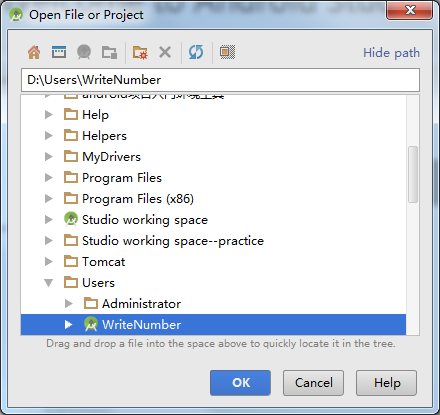 Open File or Project
Hide path
D:\Users\WriteNumber
Help
Helpers
MyDrivers
Program Files
Program Files (x86)
Studio working space
Studio working space--practice
Tomcat
Users
Administrator
WriteNumber
Drag and drop a file into the space above to quickly locate it in the tree.
OK
Cancel
Help